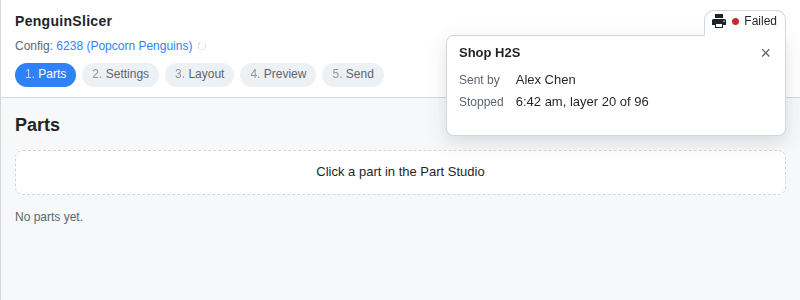 PenguinSlicer
Failed
Config: 6238 (Popcorn Penguins)
1. Parts
2. Settings
3. Layout
4. Preview
5. Send
Shop H2S
×
Sent by Alex Chen
Stopped 6:42 am, layer 20 of 96
Parts
Click a part in the Part Studio
No parts yet.